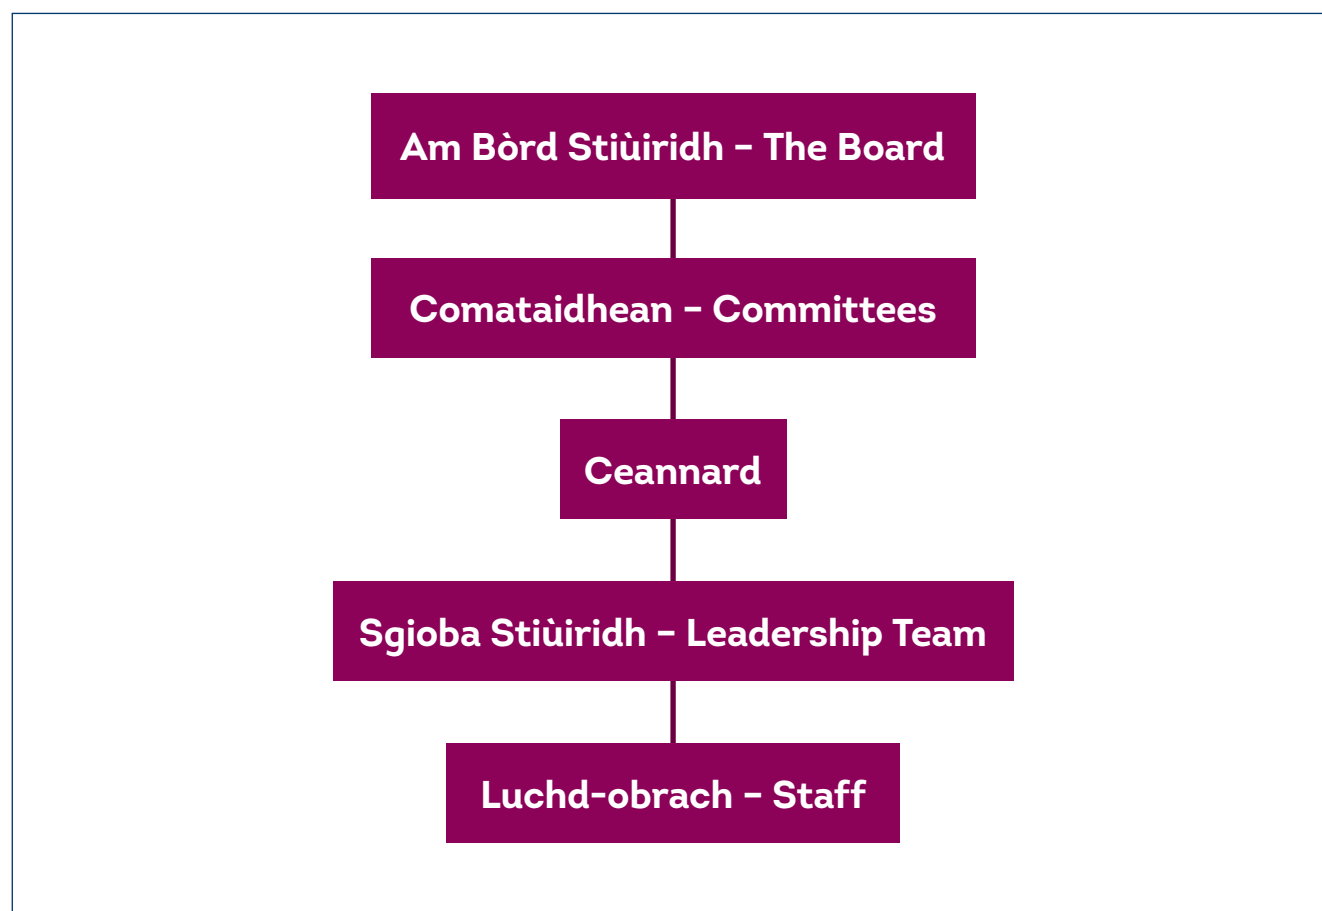 Am Bòrd Stiùiridh – The Board
Comataidhean – Committees
Ceannard
Sgioba Stiùiridh – Leadership Team
Luchd-obrach – Staff